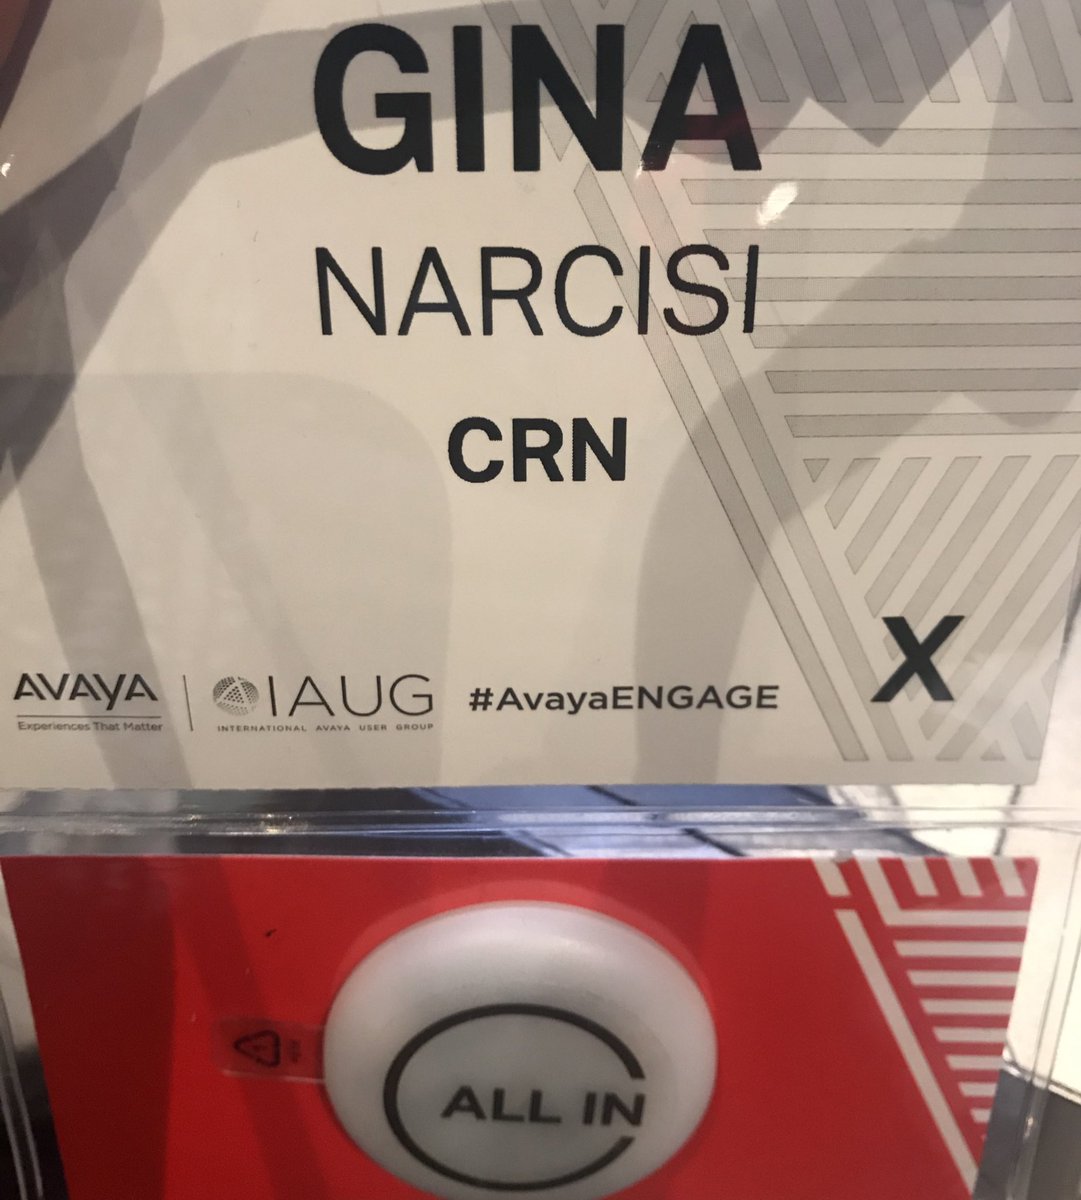 GINA
NARCISI
CRN
X
AVAYA
Experiences That Matter
IAUG
INTERNATIONAL AVAYA USER GROUP
#AvayaENGAGE
ALL IN